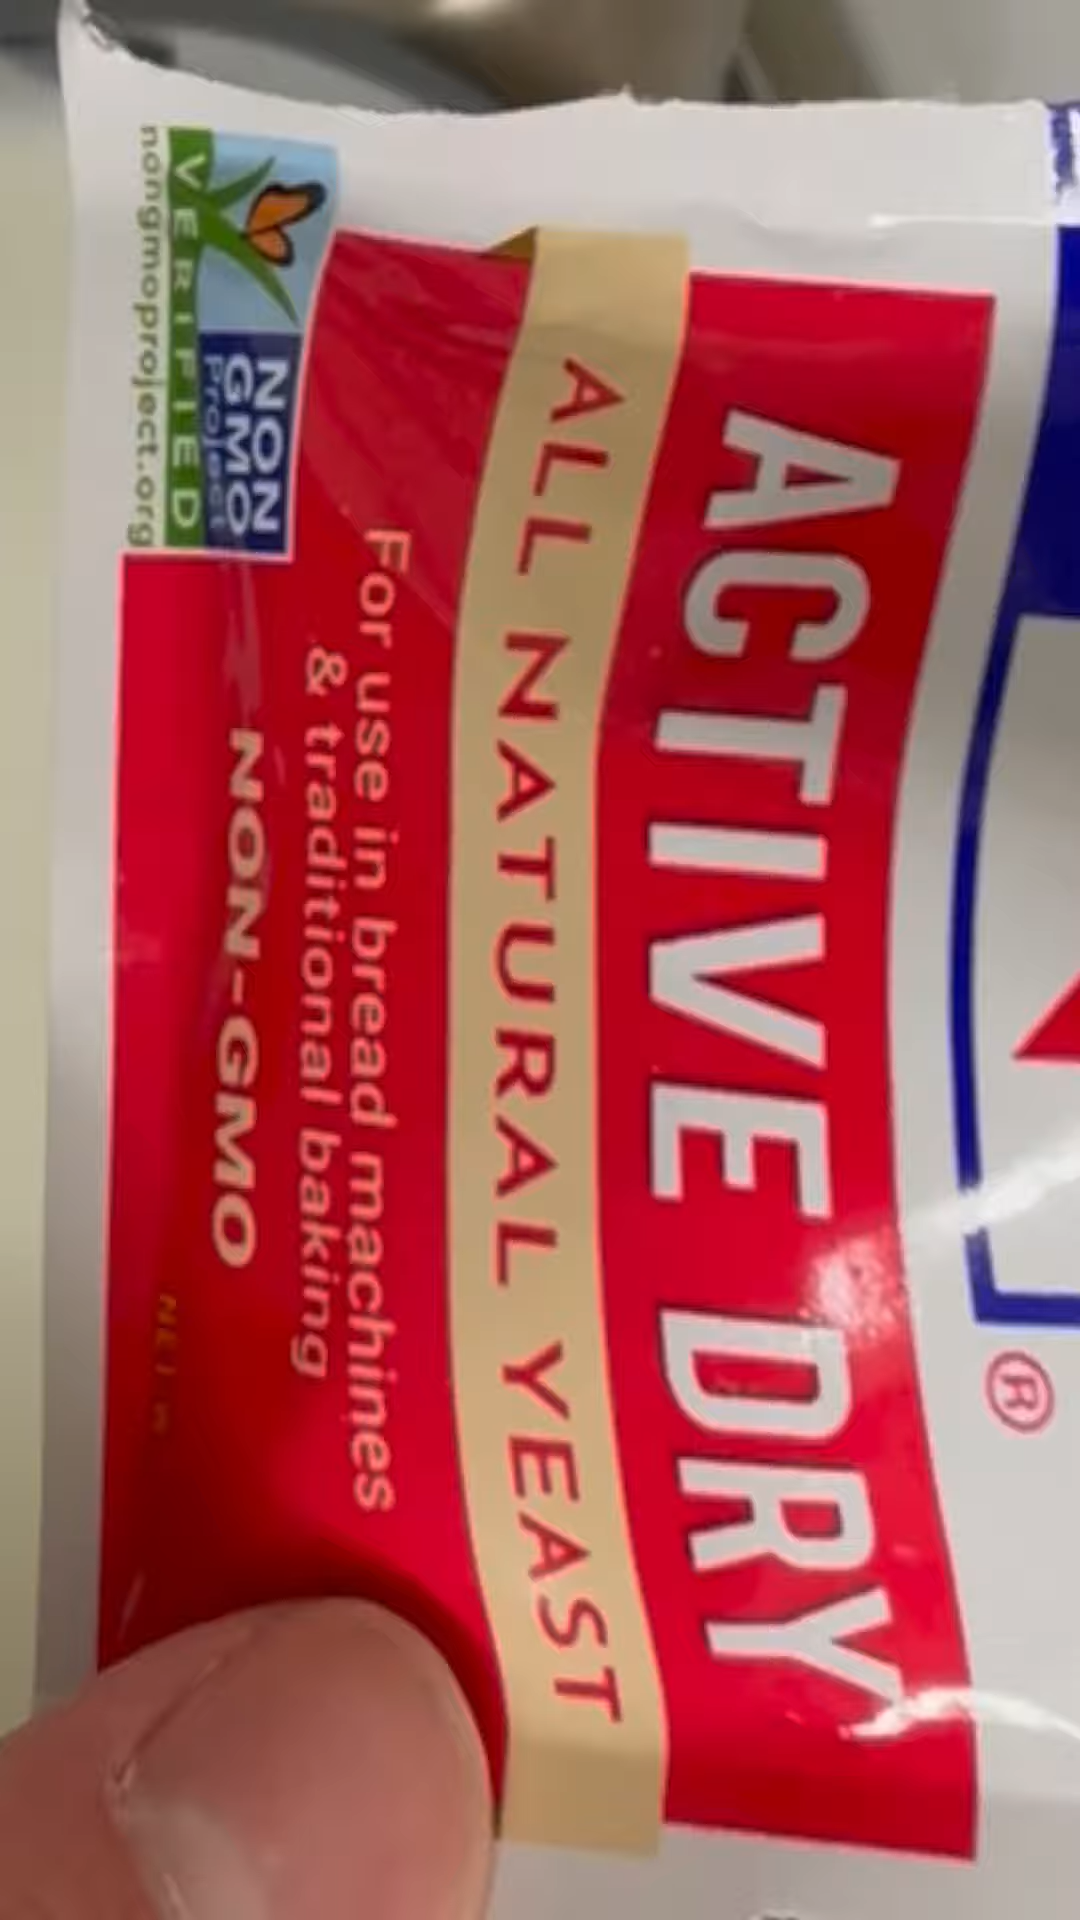 ®
ACTIVE DRY
ALL NATURAL YEAST
For use in bread machines
& traditional baking
NON-GMO
NON
GMO
Project
VERIFIED
nongmoproject.org